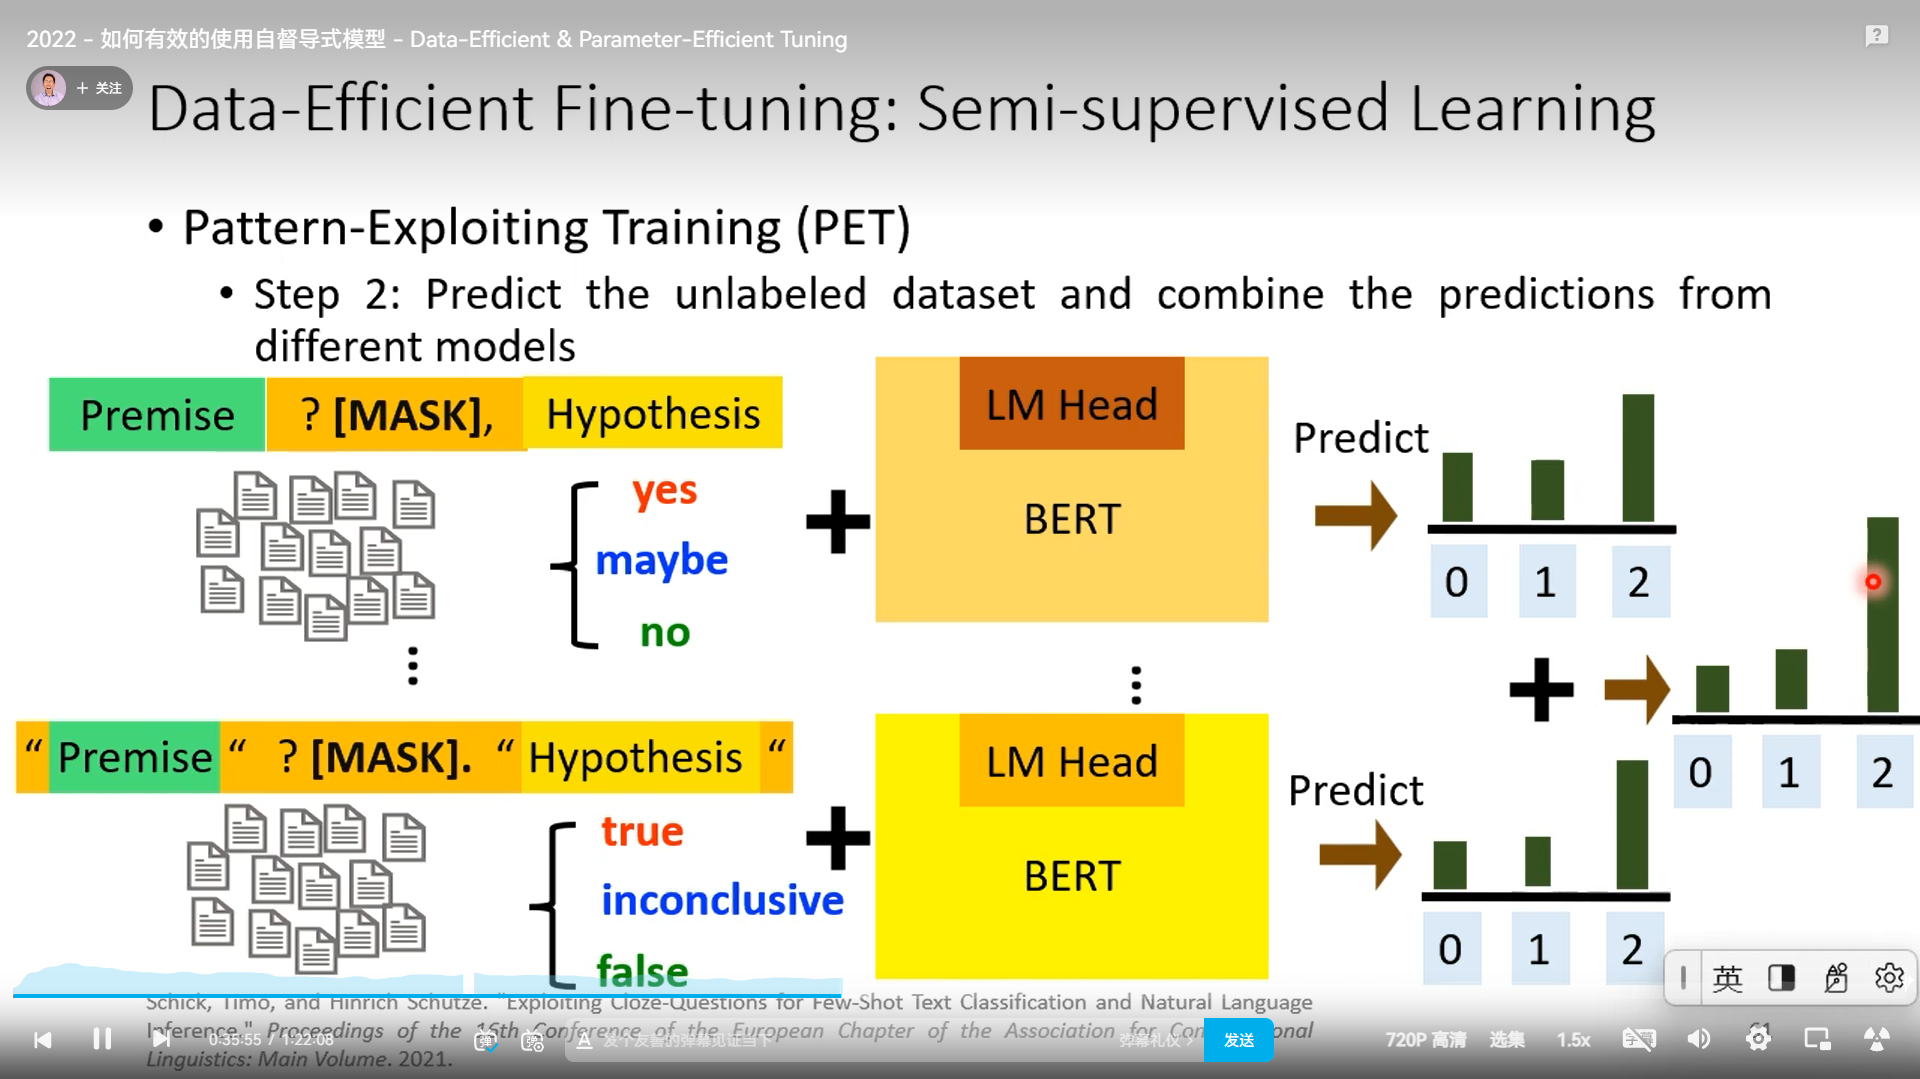 2022 - 如何有效的使用自督导式模型 - Data-Efficient & Parameter-Efficient Tuning
+ 关注
Data-Efficient Fine-tuning: Semi-supervised Learning
• Pattern-Exploiting Training (PET)
• Step 2: Predict the unlabeled dataset and combine the predictions from
different models
Premise ? [MASK], Hypothesis
LM Head
BERT
Predict
yes
maybe
no
0 1 2
“ Premise “ ? [MASK]. “ Hypothesis “
LM Head
BERT
Predict
true
inconclusive
false
0 1 2
0 1 2
英
Schick, Timo, and Hinrich Schütze. "Exploiting Cloze-Questions for Few-Shot Text Classification and Natural Language
Inference." Proceedings of the 16th Conference of the European Chapter of the Association for
Linguistics: Main Volume. 2021.
0:35:55 / 1:22:08
弹
弹
发个友善的弹幕见证当下
弹幕礼仪 >
发送
720P 高清
选集
1.5x
字幕